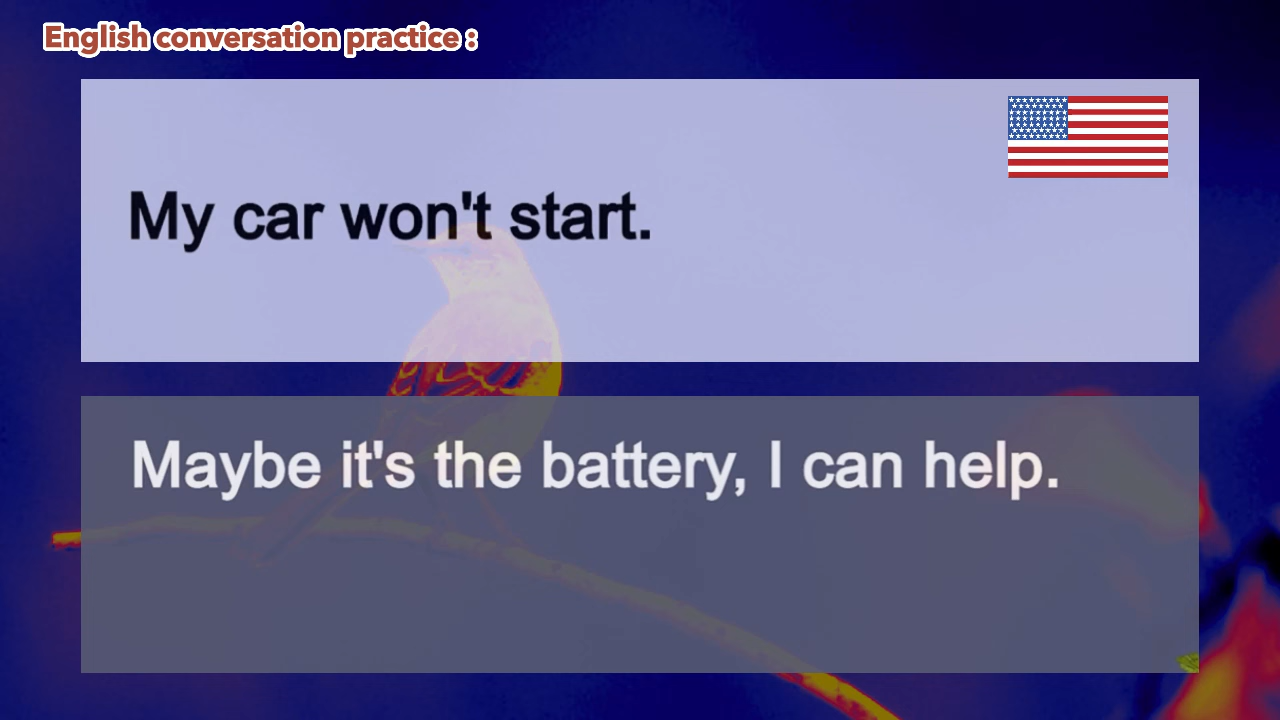 English conversation practice :
My car won't start.
Maybe it's the battery, I can help.